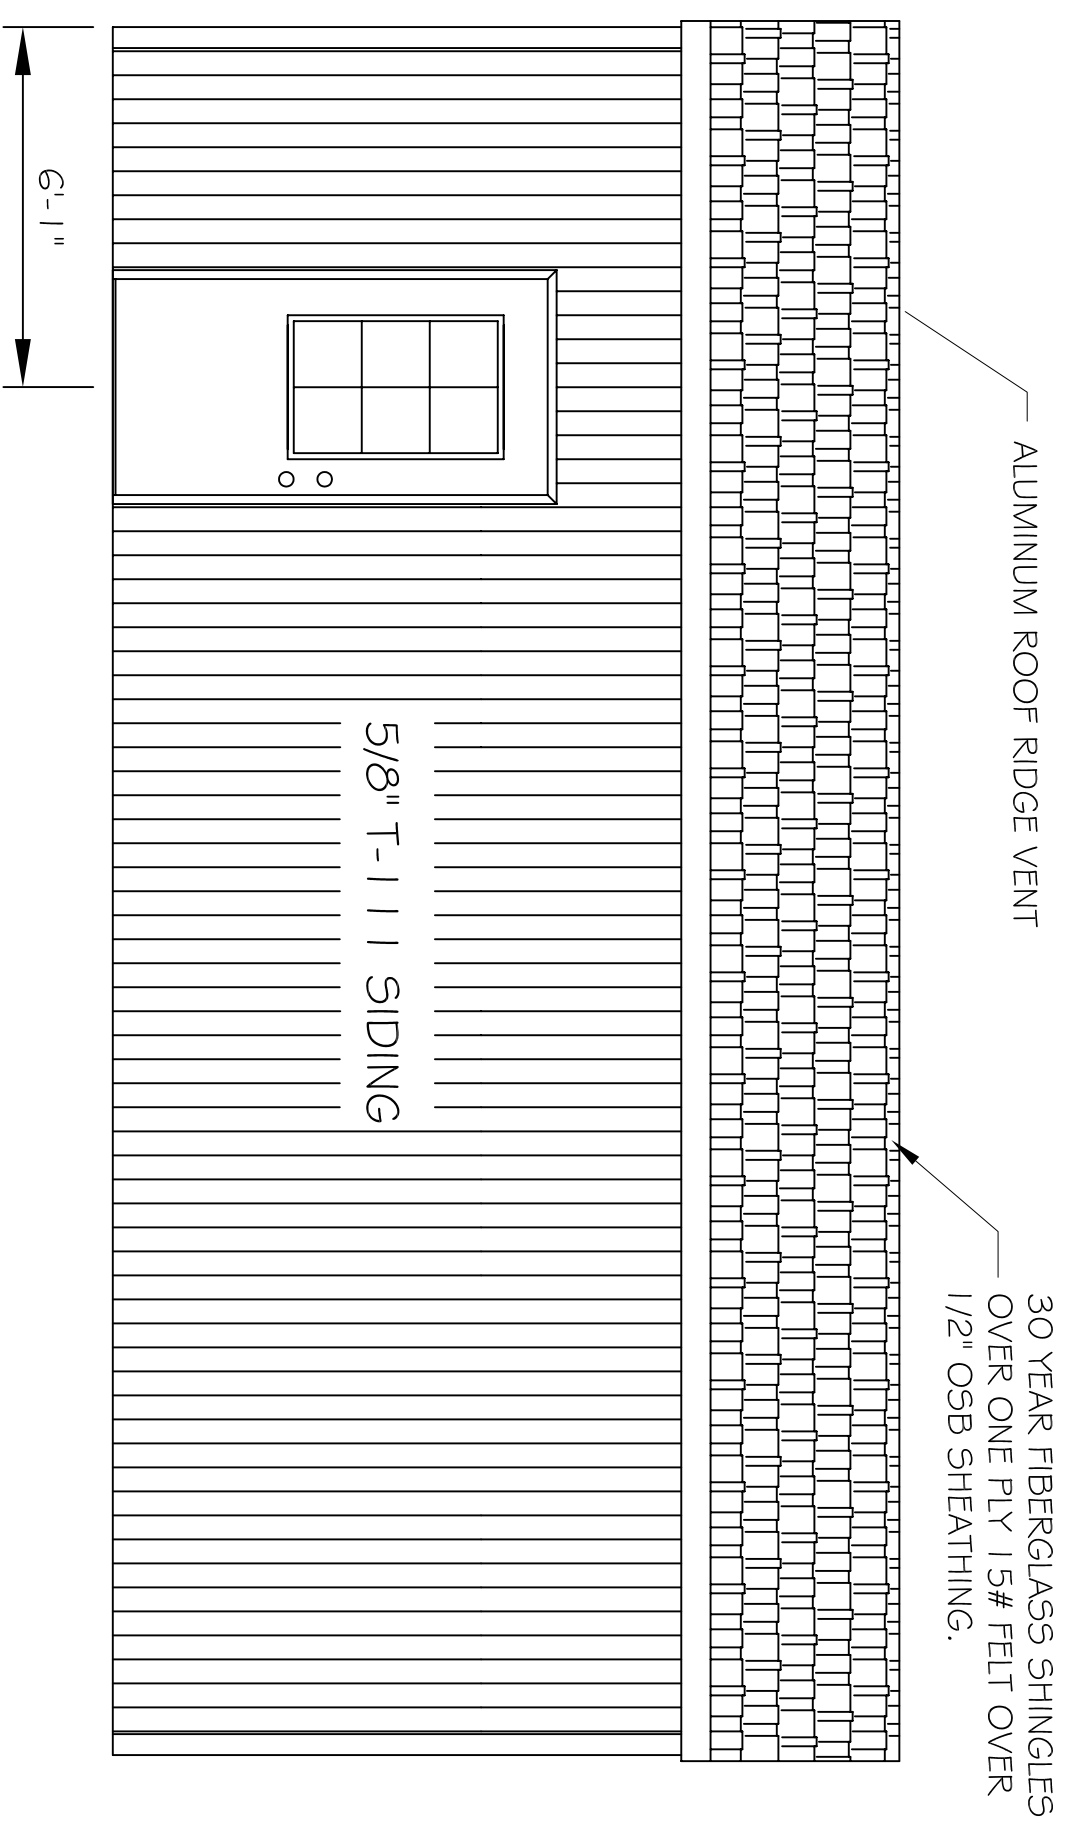 ALUMINUM ROOF RIDGE VENT
30 YEAR FIBERGLASS SHINGLES
OVER ONE PLY 15# FELT OVER
1/2" OSB SHEATHING.
5/8" T-111 SIDING
6'-1"